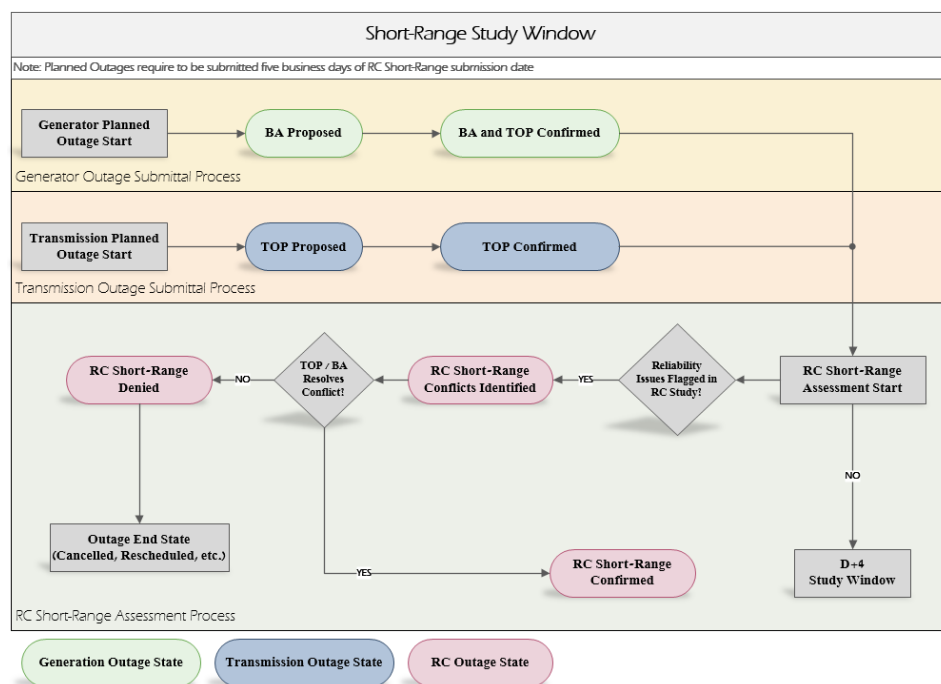 Short-Range Study Window
Note: Planned Outages require to be submitted five business days of RC Short-Range submission date
Generator Planned
Outage Start
BA Proposed
BA and TOP Confirmed
Generator Outage Submittal Process
Transmission Planned
Outage Start
TOP Proposed
TOP Confirmed
Transmission Outage Submittal Process
RC Short-Range
Denied
NO
TOP / BA
Resolves
Conflict?
RC Short-Range
Conflicts Identified
YES
Reliability
Issues Flagged in
RC Study?
RC Short-Range
Assessment Start
NO
Outage End State
(Cancelled, Rescheduled, etc.)
YES
RC Short-Range
Confirmed
D+4
Study Window
RC Short-Range Assessment Process
Generation Outage State
Transmission Outage State
RC Outage State